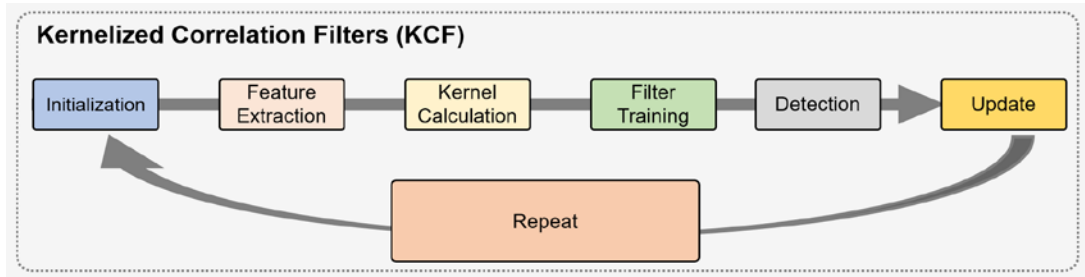 Kernelized Correlation Filters (KCF)
Initialization
Feature
Extraction
Kernel
Calculation
Filter
Training
Detection
Update
Repeat